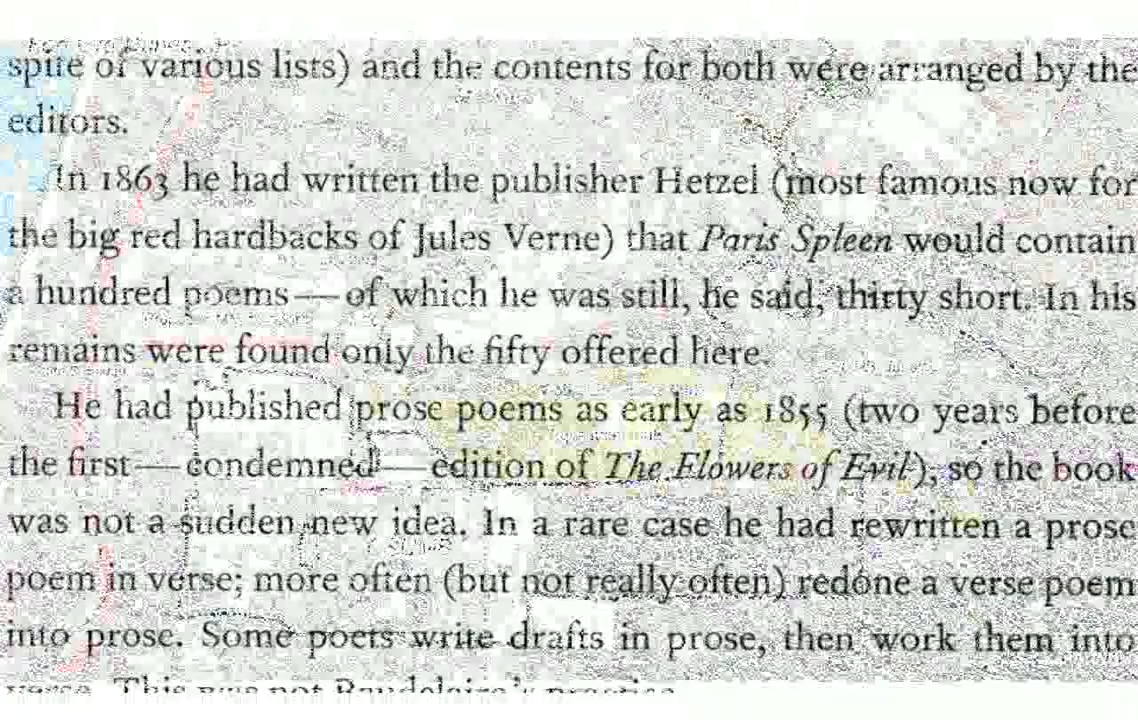 spite of various lists) and the contents for both were arranged by the
editors.
In 1863 he had written the publisher Hetzel (most famous now for
the big red hardbacks of Jules Verne) that Paris Spleen would contain
a hundred poems—of which he was still, he said, thirty short. In his
remains were found only the fifty offered here.
He had published prose poems as early as 1855 (two years before
the first—condemned—edition of The Flowers of Evil), so the book
was not a sudden new idea. In a rare case he had rewritten a prose
poem in verse; more often (but not really often) redone a verse poem
into prose. Some poets write drafts in prose, then work them into
verse. This was not Baudelaire's practice.